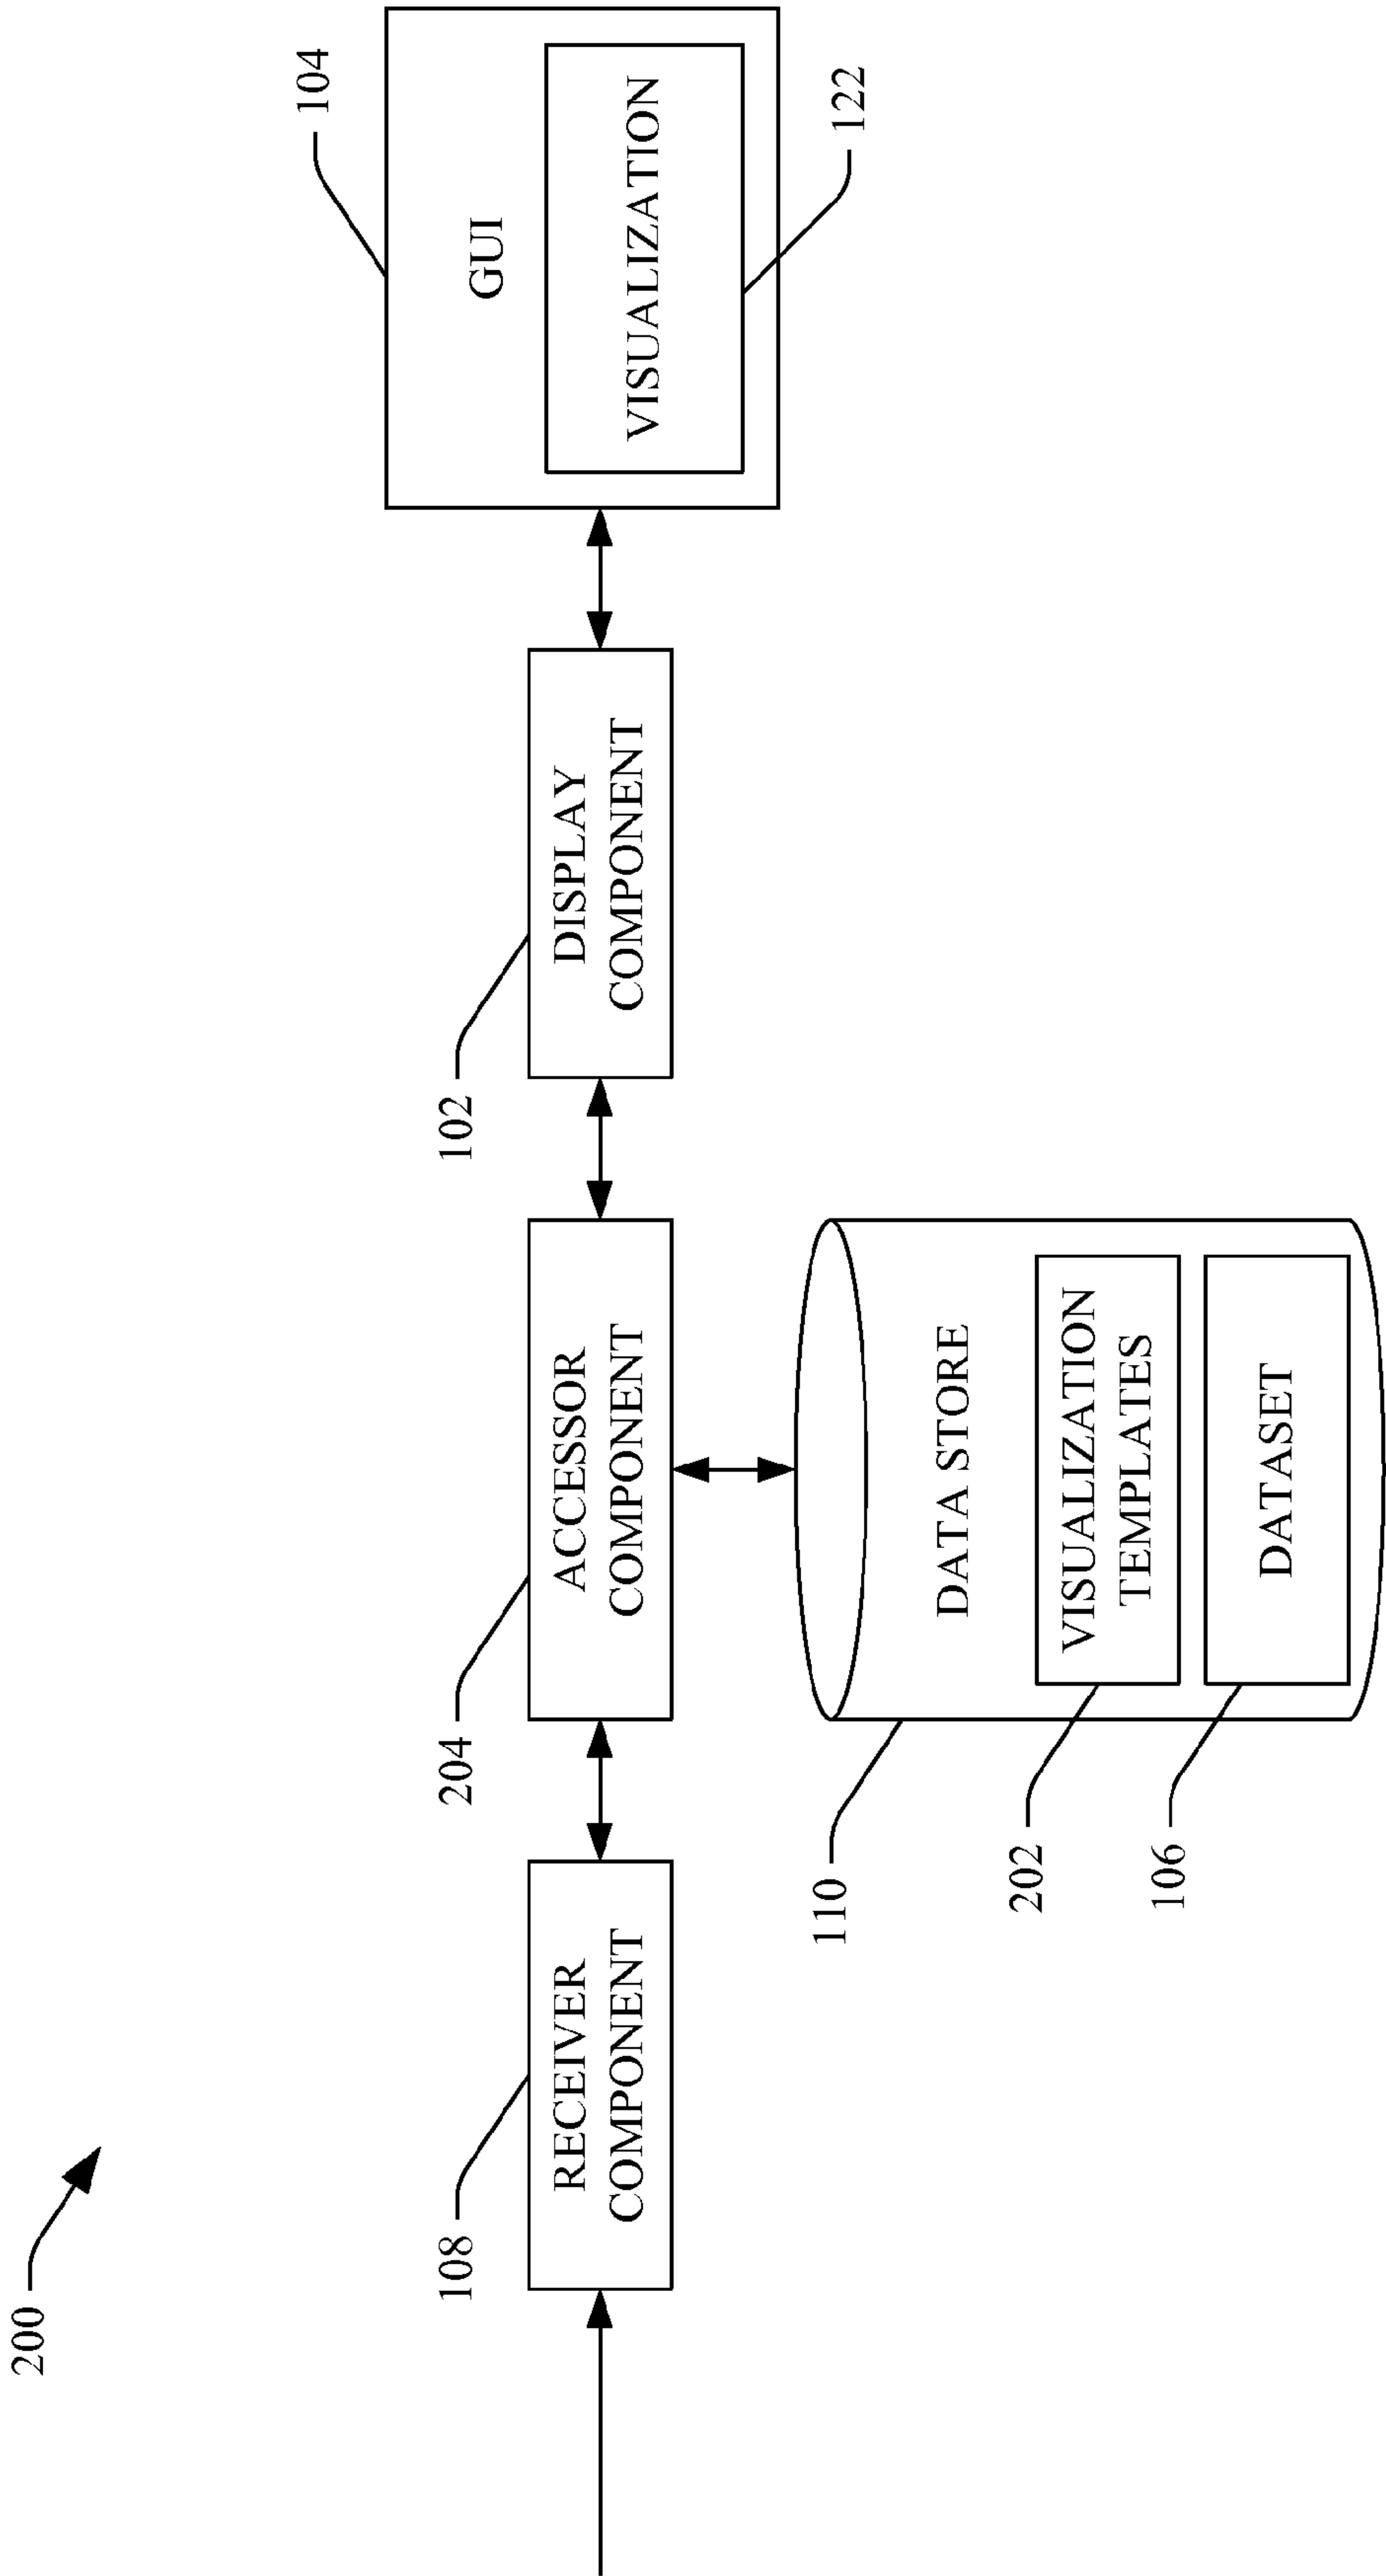 200
108
RECEIVER
COMPONENT
204
ACCESSOR
COMPONENT
102
DISPLAY
COMPONENT
104
GUI
VISUALIZATION
122
110
DATA STORE
202
VISUALIZATION
TEMPLATES
106
DATASET